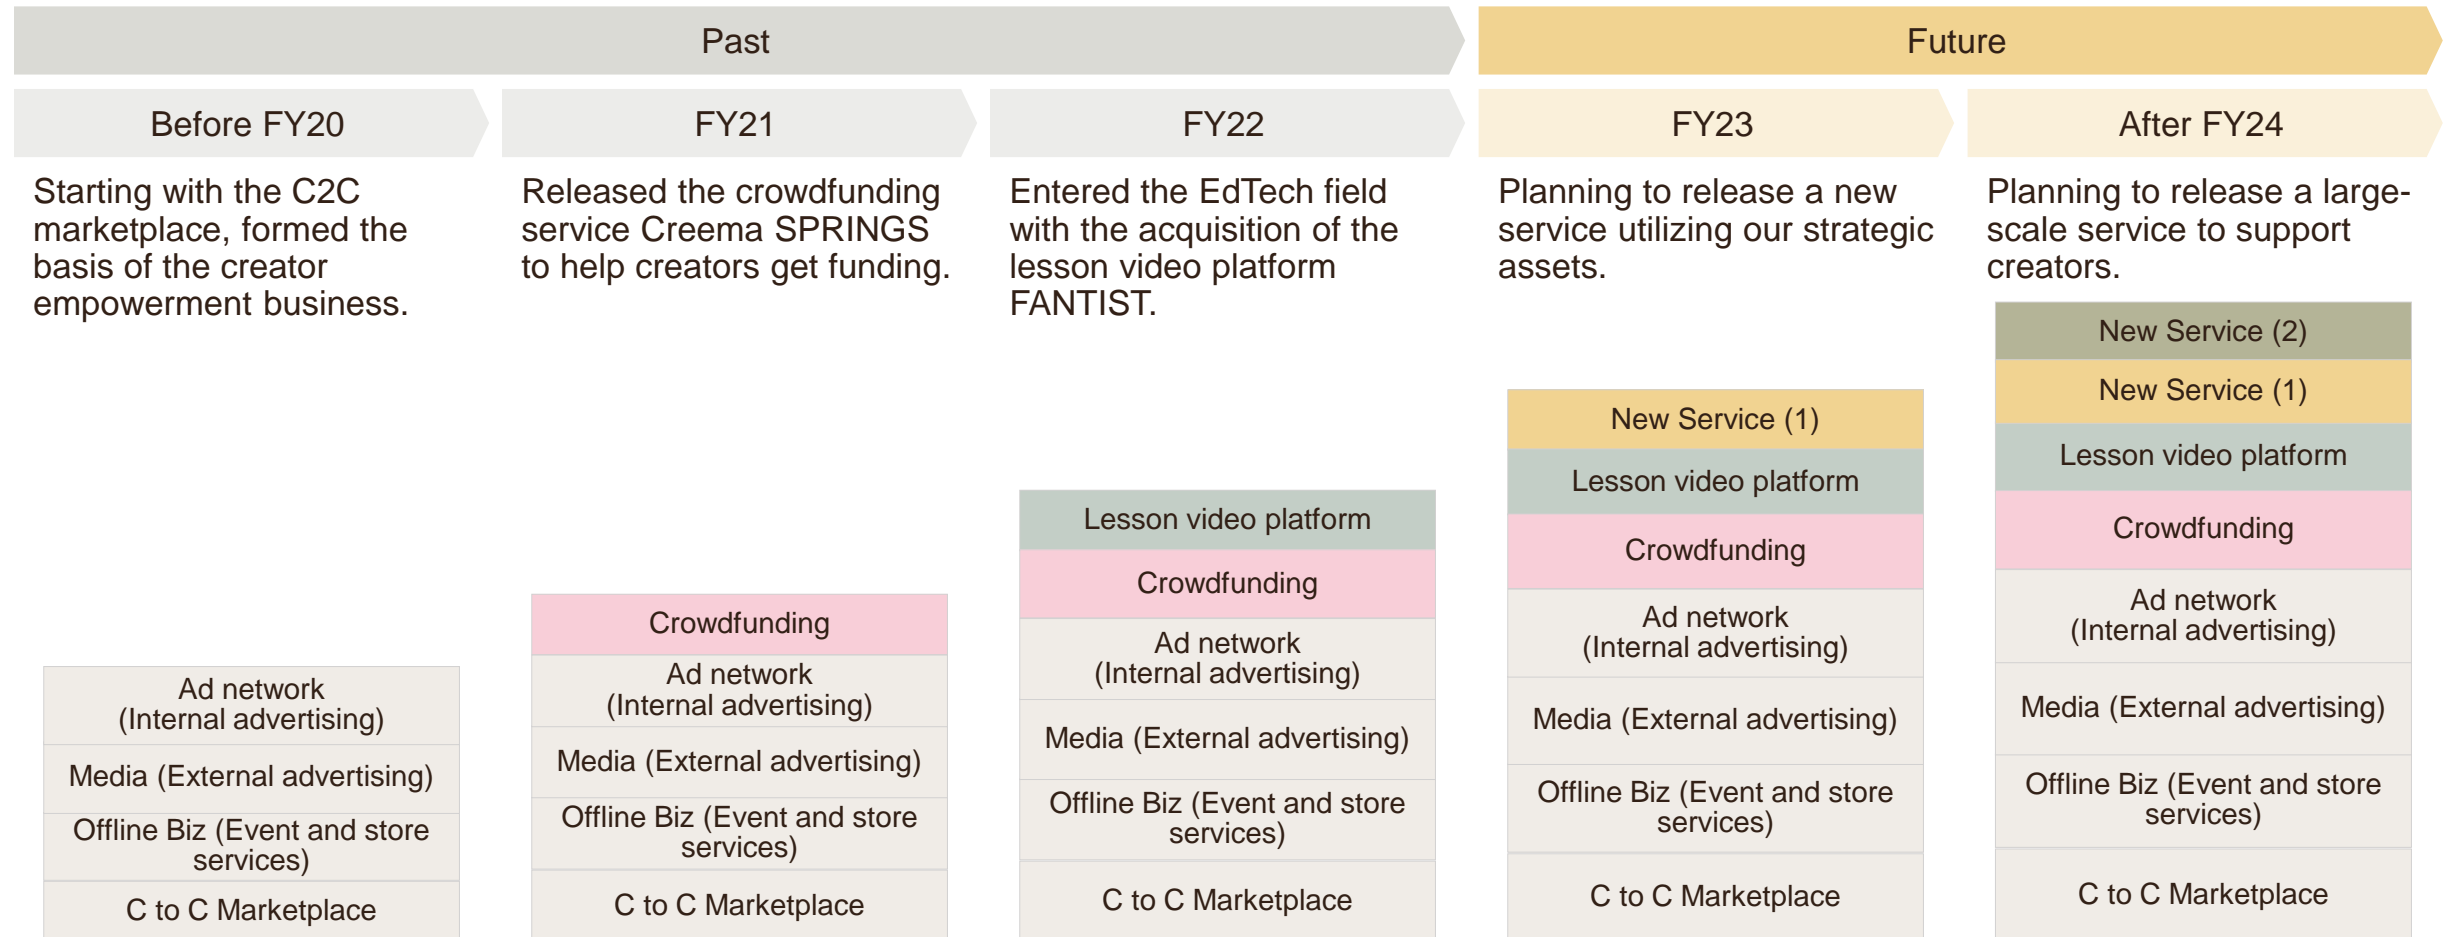 Past
Future
Before FY20
FY21
FY22
FY23
After FY24
Starting with the C2C
marketplace, formed the
basis of the creator
empowerment business.
Released the crowdfunding
service Creema SPRINGS
to help creators get funding.
Entered the EdTech field
with the acquisition of the
lesson video platform
FANTIST.
Planning to release a new
service utilizing our strategic
assets.
Planning to release a large-
scale service to support
creators.
Ad network
(Internal advertising)
Media (External advertising)
Offline Biz (Event and store
services)
C to C Marketplace
Crowdfunding
Ad network
(Internal advertising)
Media (External advertising)
Offline Biz (Event and store
services)
C to C Marketplace
Lesson video platform
Crowdfunding
Ad network
(Internal advertising)
Media (External advertising)
Offline Biz (Event and store
services)
C to C Marketplace
New Service (1)
Lesson video platform
Crowdfunding
Ad network
(Internal advertising)
Media (External advertising)
Offline Biz (Event and store
services)
C to C Marketplace
New Service (2)
New Service (1)
Lesson video platform
Crowdfunding
Ad network
(Internal advertising)
Media (External advertising)
Offline Biz (Event and store
services)
C to C Marketplace